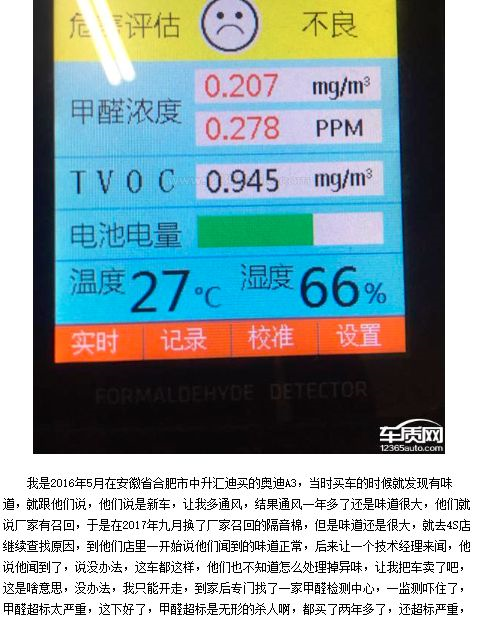 危害评估 不良
0.207 mg/m³
甲醛浓度
0.278 PPM
TVOC 0.945 mg/m³
电池电量
温度 27℃ 湿度 66%
实时 记录 校准 设置
FORMALDEHYDE DETECTOR
车质网
12365auto.com
我是2016年5月在安徽省合肥市中升汇迪买的奥迪A3，当时买车的时候就发现有味
道，就跟他们说，他们说是新车，让我多通风，结果通风一年多了还是味道很大，他们就
说厂家有召回，于是在2017年九月换了厂家召回的隔音棉，但是味道还是很大，就去4S店
继续查找原因，到他们店里一开始说他们闻到的味道正常，后来让一个技术经理来闻，他
说他闻到了，说没办法，这车都这样，他们也不知道怎么处理掉异味，让我把车卖了吧，
这是啥意思，没办法，我只能开走，到家后专门找了一家甲醛检测中心，一监测吓住了，
甲醛超标太严重，这下好了，甲醛超标是无形的杀人啊，都买了两年多了，还超标严重，